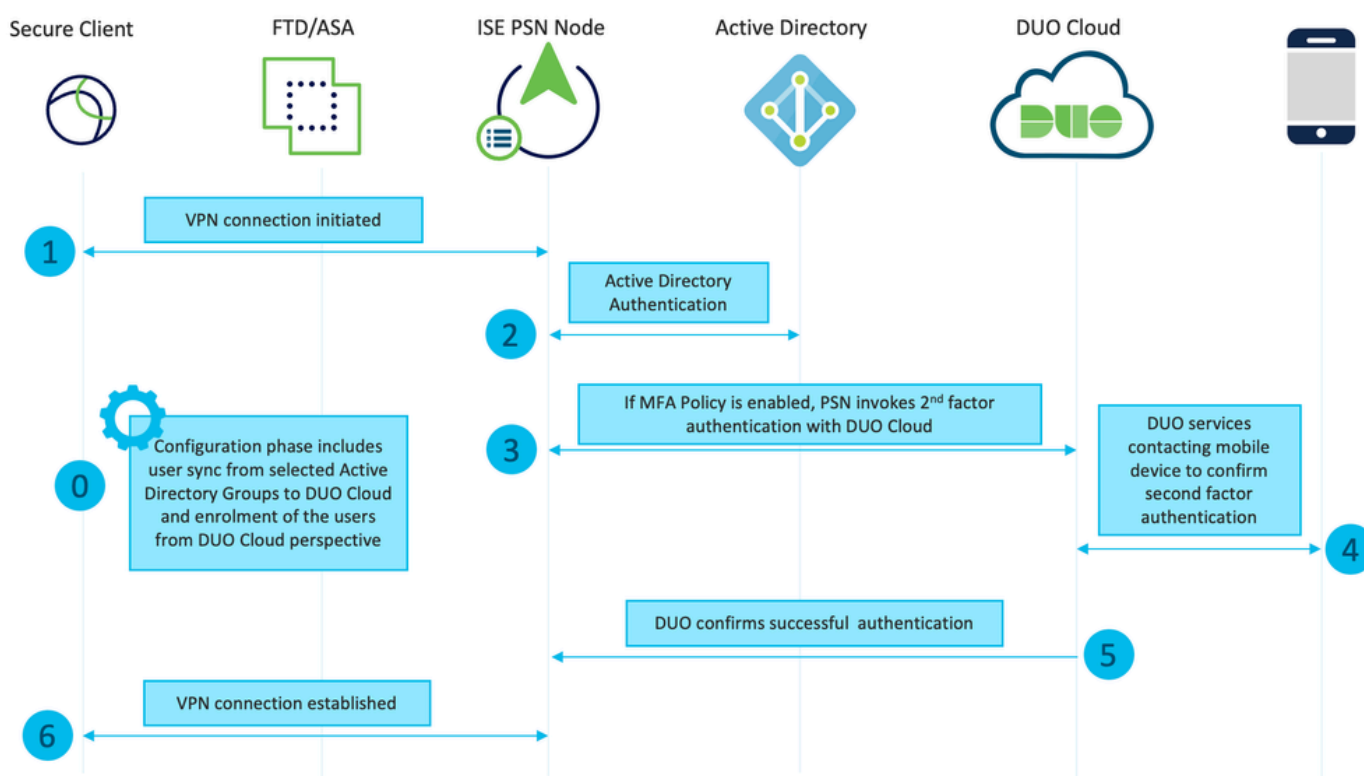 Secure Client
FTD/ASA
ISE PSN Node
Active Directory
DUO Cloud
DUO
VPN connection initiated
1
Active Directory
Authentication
2
If MFA Policy is enabled, PSN invokes 2nd factor
authentication with DUO Cloud
3
DUO services
contacting mobile
device to confirm
second factor
authentication
4
Configuration phase includes
user sync from selected Active
Directory Groups to DUO Cloud
and enrolment of the users
from DUO Cloud perspective
0
DUO confirms successful authentication
5
VPN connection established
6